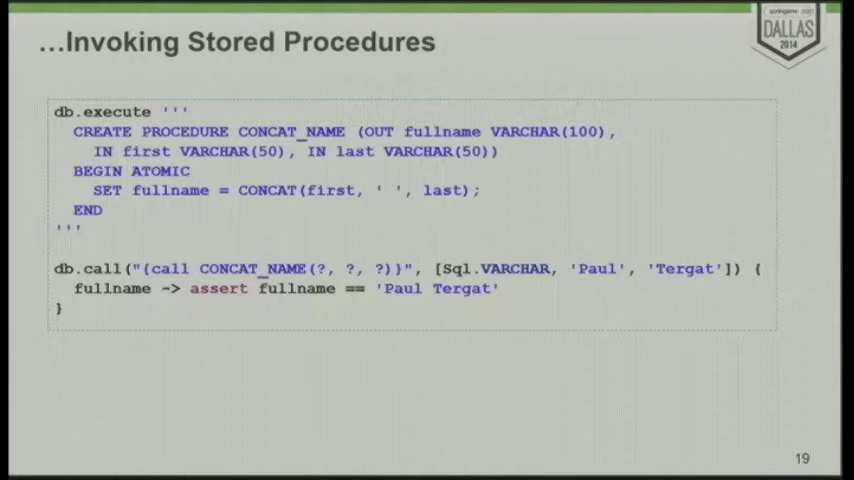 ...Invoking Stored Procedures
springone 2GX
DALLAS
2014
db.execute '''
CREATE PROCEDURE CONCAT_NAME (OUT fullname VARCHAR(100),
IN first VARCHAR(50), IN last VARCHAR(50))
BEGIN ATOMIC
SET fullname = CONCAT(first, ' ', last);
END
'''
db.call("{call CONCAT_NAME(?, ?, ?)}", [Sql.VARCHAR, 'Paul', 'Tergat']) {
fullname -> assert fullname == 'Paul Tergat'
}
19